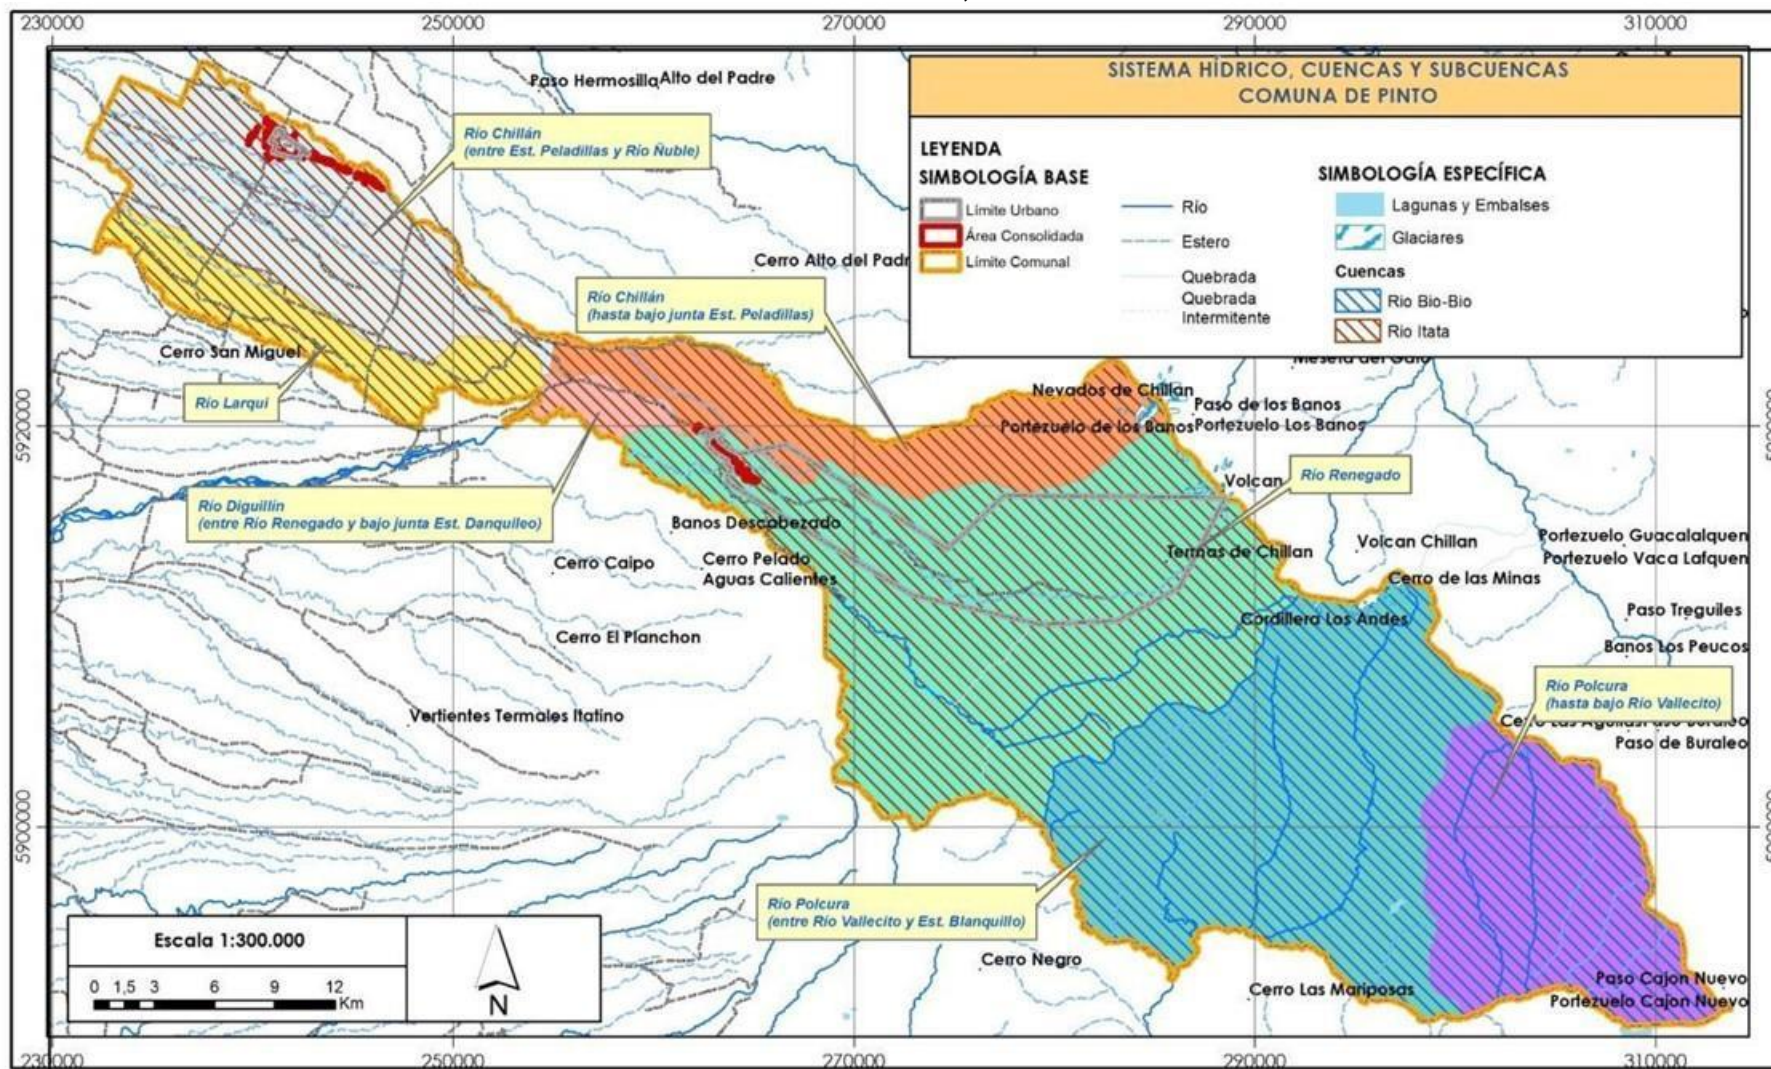 230000 250000 270000 290000 310000
SISTEMA HÍDRICO, CUENCAS Y SUBCUENCAS
COMUNA DE PINTO
LEYENDA
SIMBOLOGÍA BASE
Límite Urbano
Área Consolidada
Límite Comunal
Río
Estero
Quebrada
Quebrada
Intermitente
SIMBOLOGÍA ESPECÍFICA
Lagunas y Embalses
Glaciares
Cuencas
Rio Bio-Bio
Rio Itata
Paso Hermosilla
Alto del Padre
Río Chillán
(entre Est. Peladillas y Río Ñuble)
Cerro Alto del Padr
Río Chillán
(hasta bajo junta Est. Peladillas)
Cerro San Miguel
Río Larqui
Meseta del Gato
Nevados de Chillan
Paso de los Banos
Portezuelo de los Banos
Portezuelo Los Banos
5920000
Río Renegado
Volcan
Río Diguillín
(entre Río Renegado y bajo junta Est. Danquileo)
Banos Descabezado
Cerro Caipo
Cerro Pelado
Aguas Calientes
Termas de Chillan
Volcan Chillan
Portezuelo Guacalalquen
Portezuelo Vaca Lafquen
Cerro de las Minas
Cerro El Planchon
Cordillera Los Andes
Paso Treguiles
Banos Los Peucos
Río Polcura
(hasta bajo Río Vallecito)
Vertientes Termales Itatino
Paso de Buraleo
5900000
Río Polcura
(entre Río Vallecito y Est. Blanquillo)
Cerro Negro
Cerro Las Mariposas
Paso Cajon Nuevo
Portezuelo Cajon Nuevo
Escala 1:300.000
0 1,5 3 6 9 12
Km
N
230000 250000 270000 290000 310000